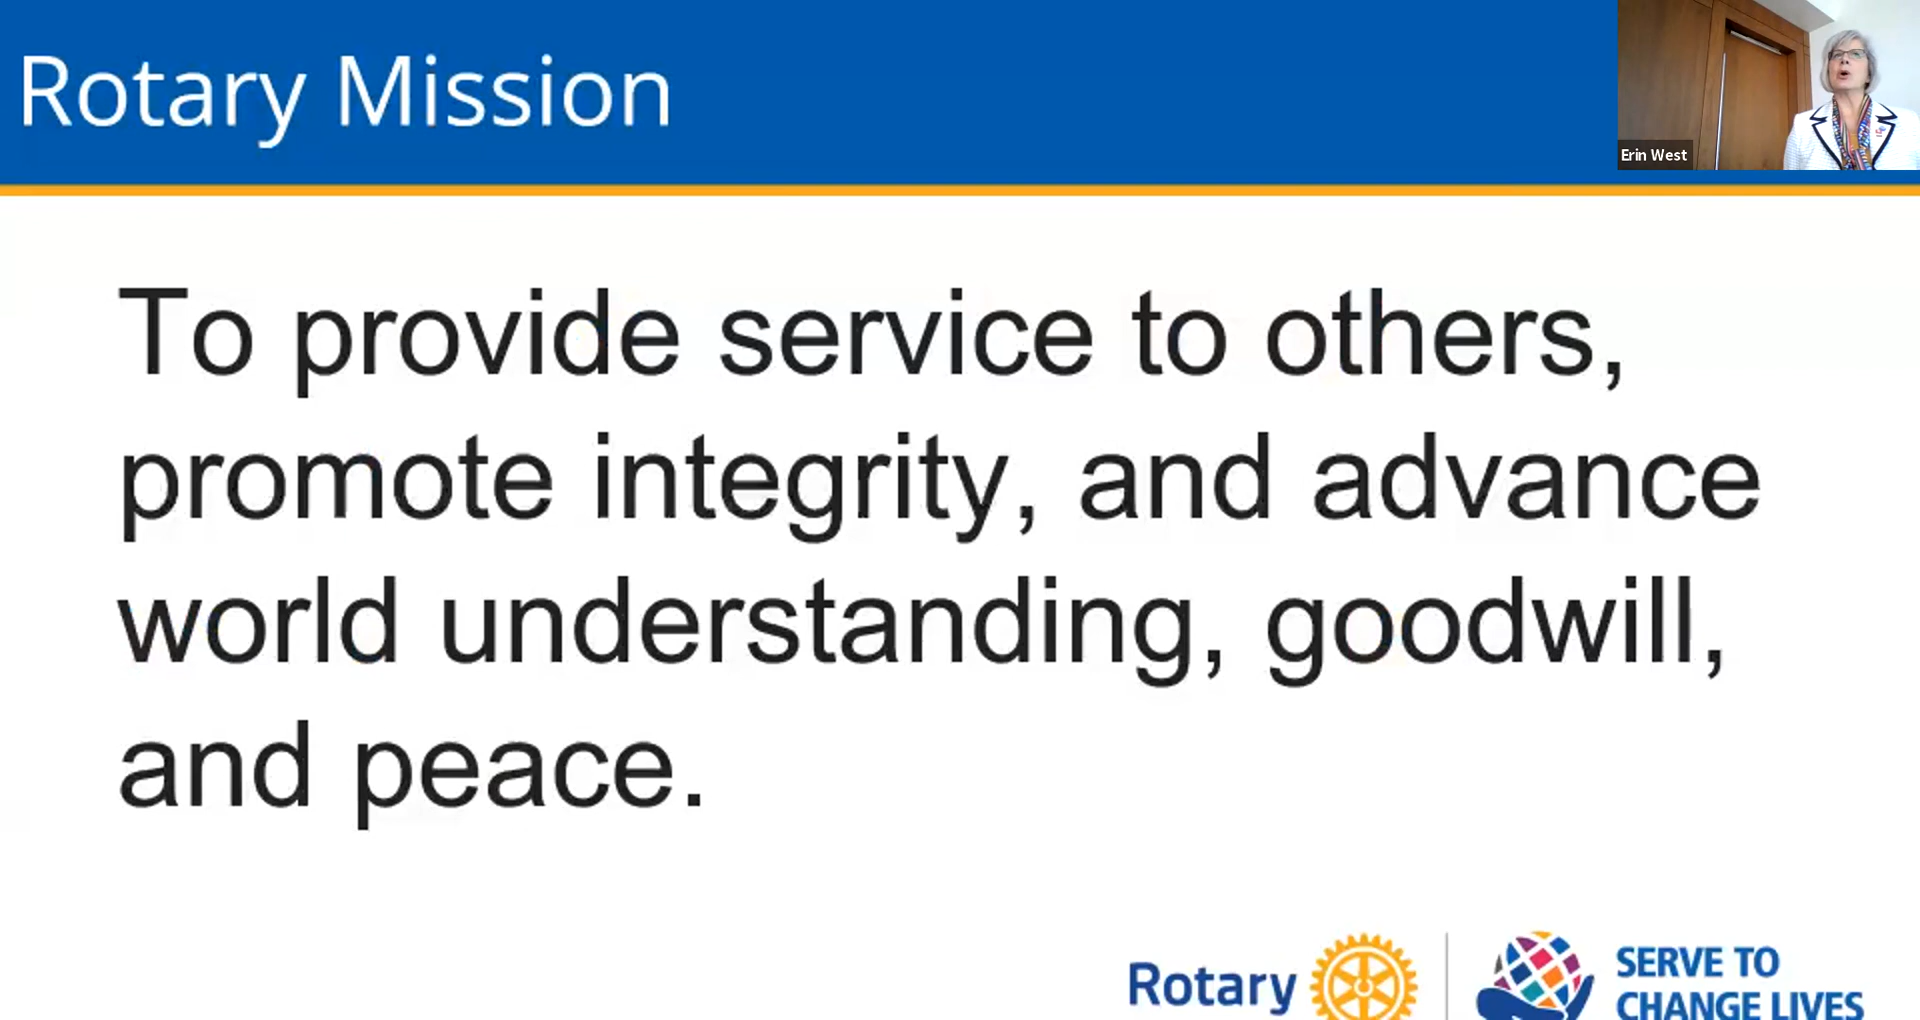 Rotary Mission
Erin West
To provide service to others,
promote integrity, and advance
world understanding, goodwill,
and peace.
Rotary
SERVE TO
CHANGE LIVES